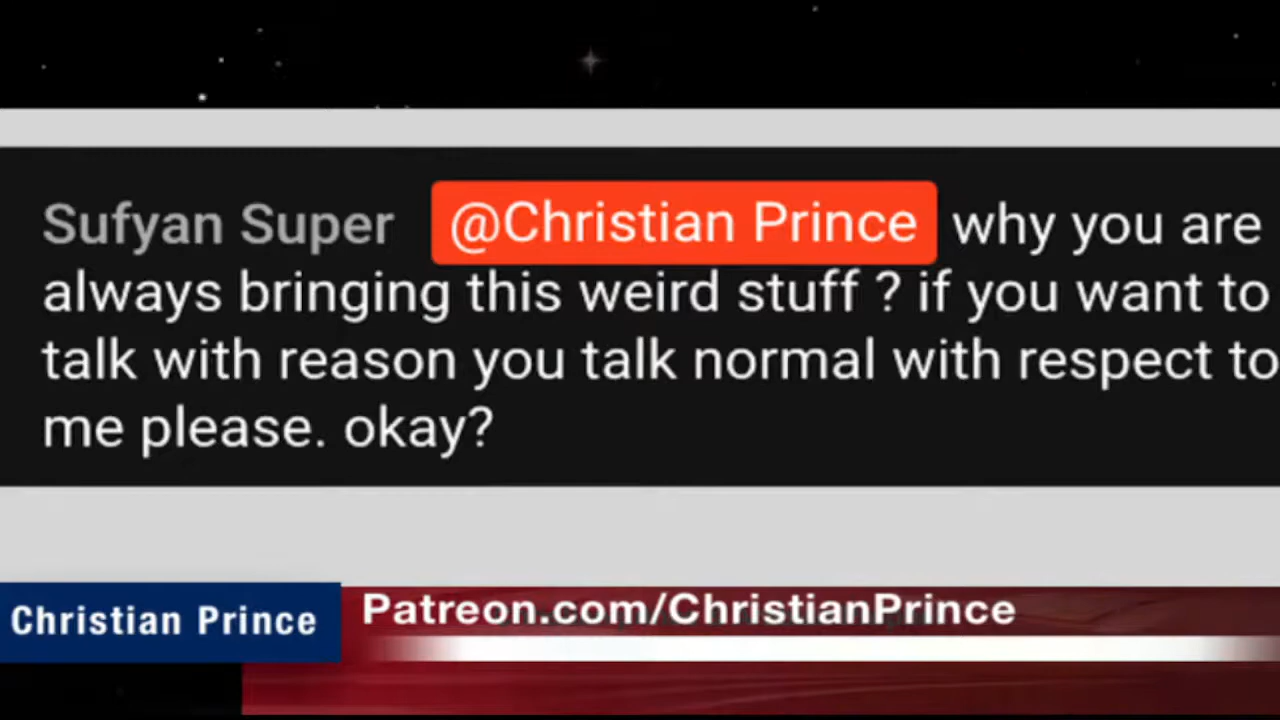 Sufyan Super @Christian Prince why you are
always bringing this weird stuff ? if you want to
talk with reason you talk normal with respect to
me please. okay?
Christian Prince
Patreon.com/ChristianPrince